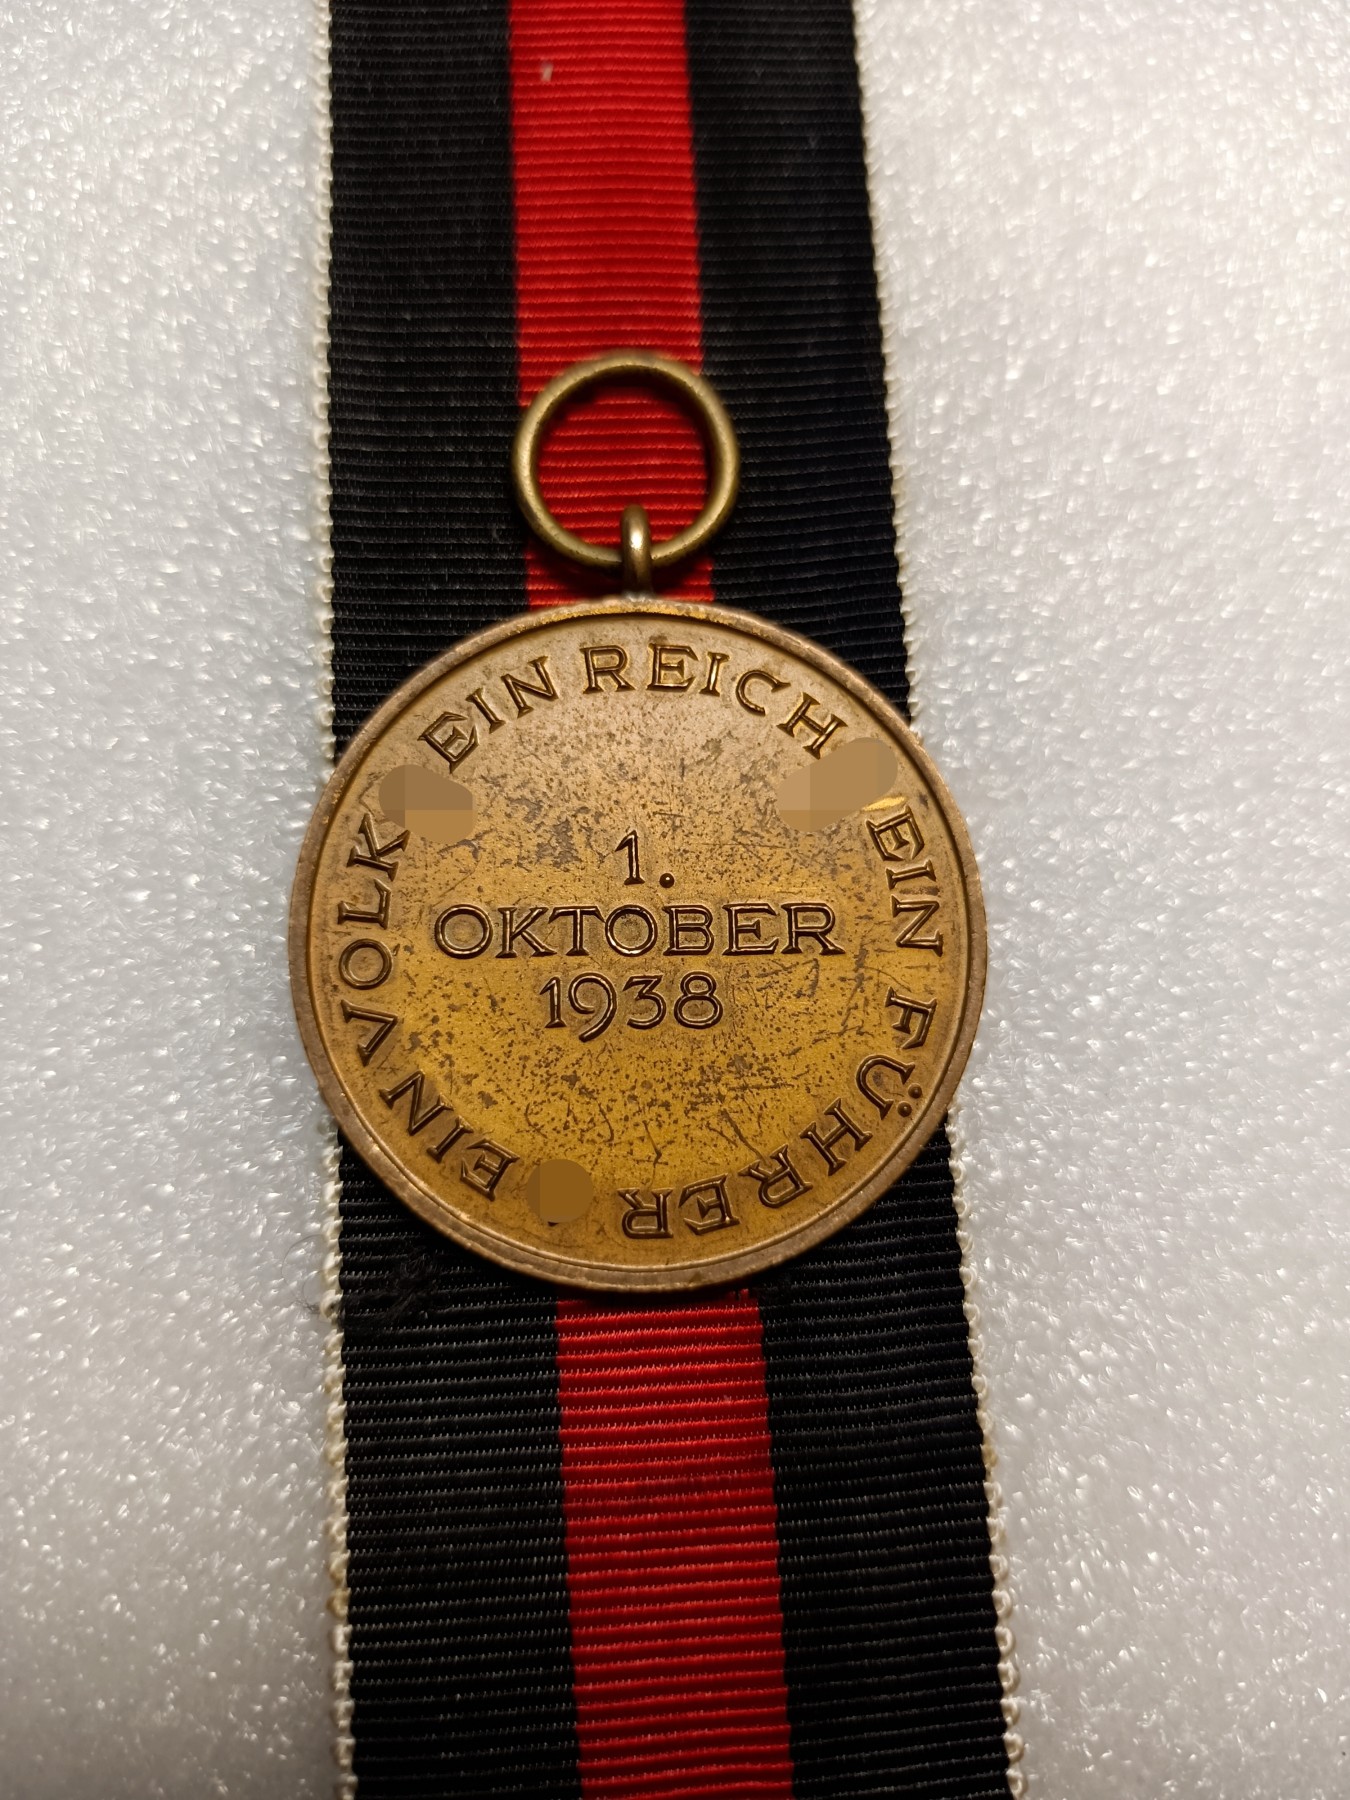 EIN VOLK EIN REICH EIN FÜHRER
1.
OKTOBER
1938